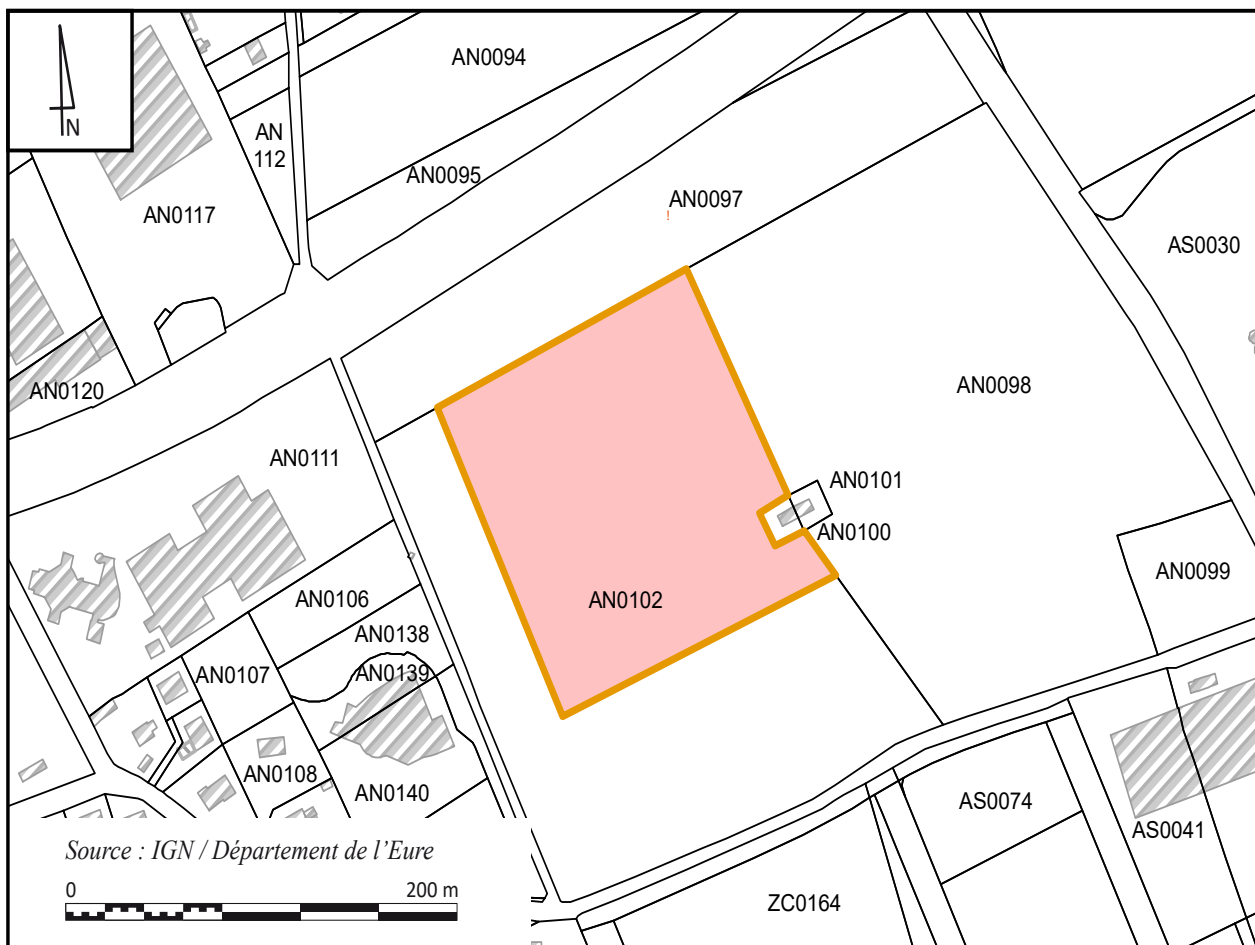 N
AN0094
AN
112
AN0095
AN0117
AN0097
!
AS0030
AN0120
AN0098
AN0111
AN0101
AN0100
AN0099
AN0106
AN0102
AN0138
AN0139
AN0107
AN0108
AN0140
AS0074
AS0041
Source : IGN / Département de l'Eure
0 200 m
ZC0164